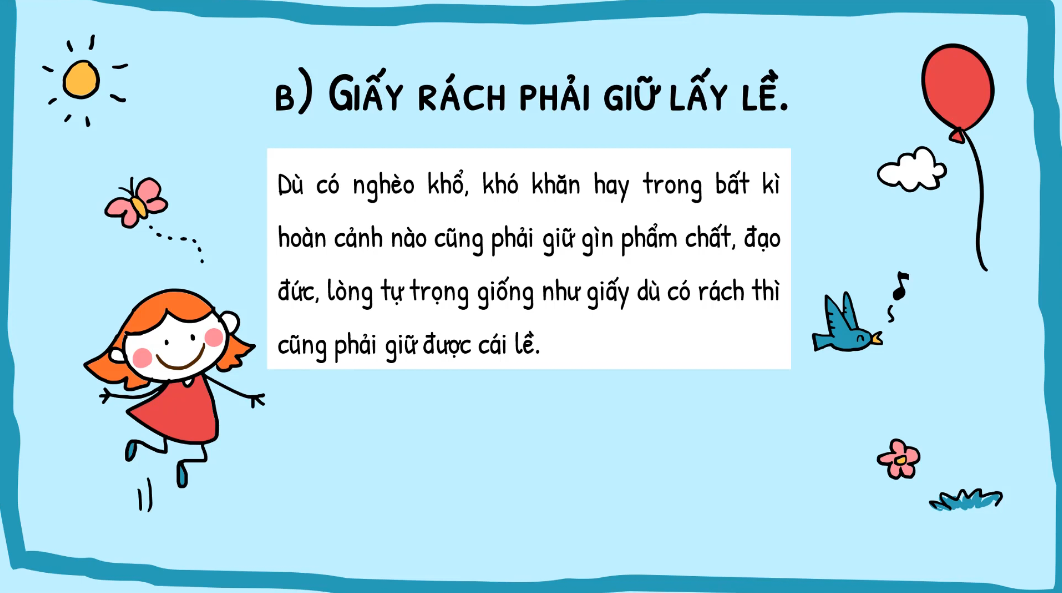 B) GIẤY RÁCH PHẢI GIỮ LẤY LỀ.
Dù có nghèo khổ, khó khăn hay trong bất kì
hoàn cảnh nào cũng phải giữ gìn phẩm chất, đạo
đức, lòng tự trọng giống như giấy dù có rách thì
cũng phải giữ được cái lề.